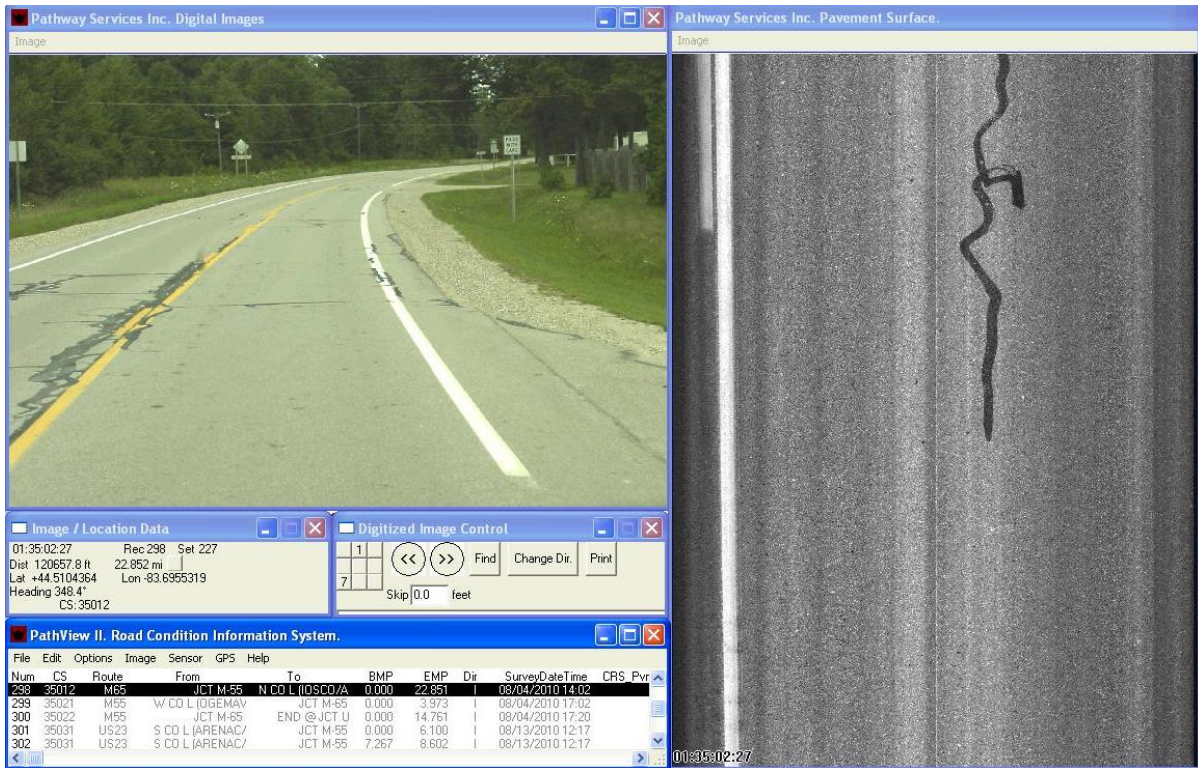 Pathway Services Inc. Digital Images
Image
PASS
WITH
CARE
Pathway Services Inc. Pavement Surface.
Image
01:35:02:27
Image / Location Data
01:35:02:27 Rec 298 Set 227
Dist 120657.8 ft 22.852 mi
Lat +44.5104364 Lon -83.6955319
Heading 348.4°
CS: 35012
Digitized Image Control
1
7
<< >> Find Change Dir. Print
Skip 0.0 feet
PathView II. Road Condition Information System.
File Edit Options Image Sensor GPS Help
Num CS Route From To BMP EMP Dir SurveyDateTime CRS_Pvr
298 35012 M65 JCT M-55 N CO L (IOSCO/A 0.000 22.851 I 08/04/2010 14:02
299 35021 M55 W CO L (OGEMAV JCT M-65 0.000 3.973 I 08/04/2010 17:02
300 35022 M55 JCT M-65 END @ JCT U 0.000 14.761 I 08/04/2010 17:20
301 35031 US23 S CO L (ARENAC/ JCT M-55 0.000 6.100 I 08/13/2010 12:17
302 35031 US23 S CO L (ARENAC/ JCT M-55 7.267 8.602 I 08/13/2010 12:17